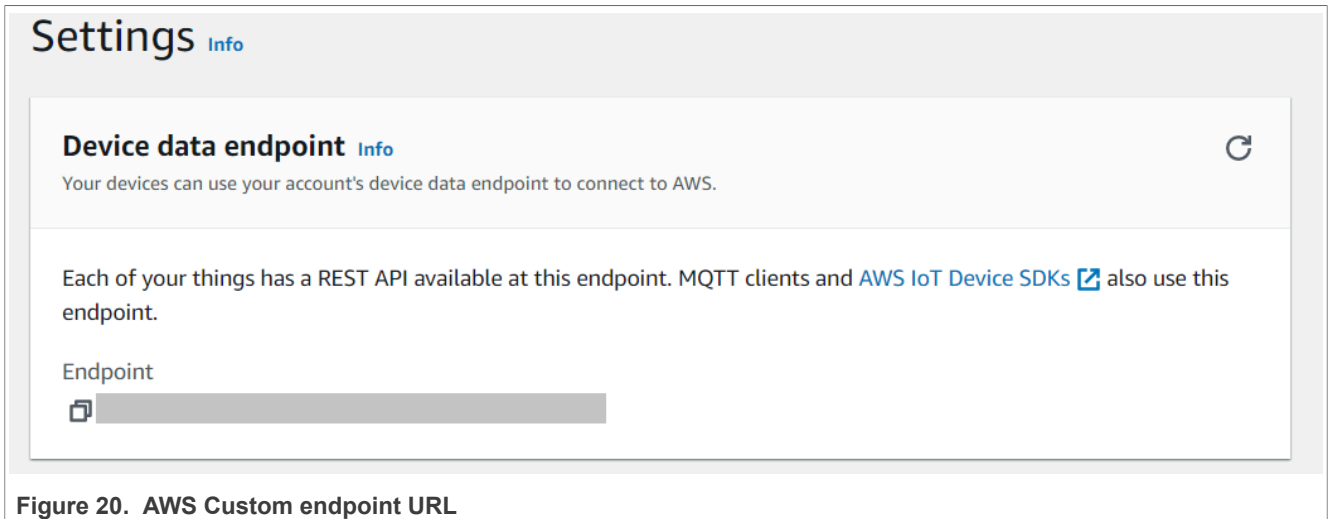 Settings Info
Device data endpoint Info
Your devices can use your account's device data endpoint to connect to AWS.
Each of your things has a REST API available at this endpoint. MQTT clients and AWS IoT Device SDKs also use this
endpoint.
Endpoint
Figure 20. AWS Custom endpoint URL